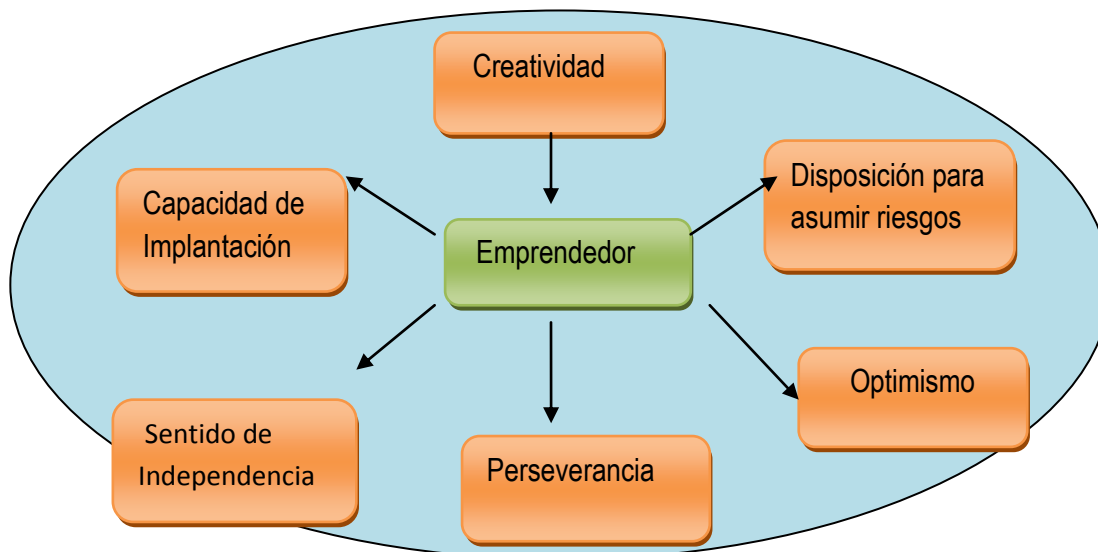 Creatividad
Disposición para
asumir riesgos
Capacidad de
Implantación
Emprendedor
Optimismo
Sentido de
Independencia
Perseverancia